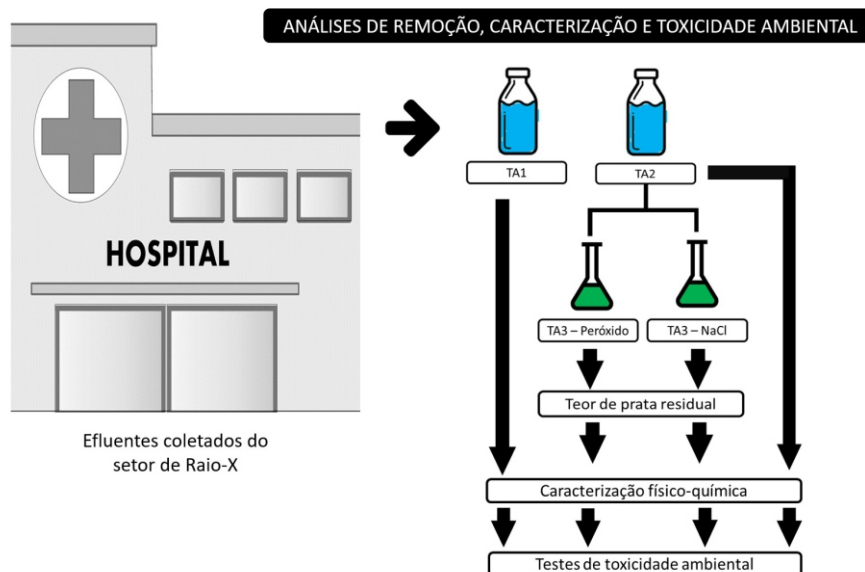 ANÁLISES DE REMOÇÃO, CARACTERIZAÇÃO E TOXICIDADE AMBIENTAL
HOSPITAL
Efluentes coletados do
setor de Raio-X
TA1
TA2
TA3 – Peróxido
TA3 – NaCl
Teor de prata residual
Caracterização físico-química
Testes de toxicidade ambiental